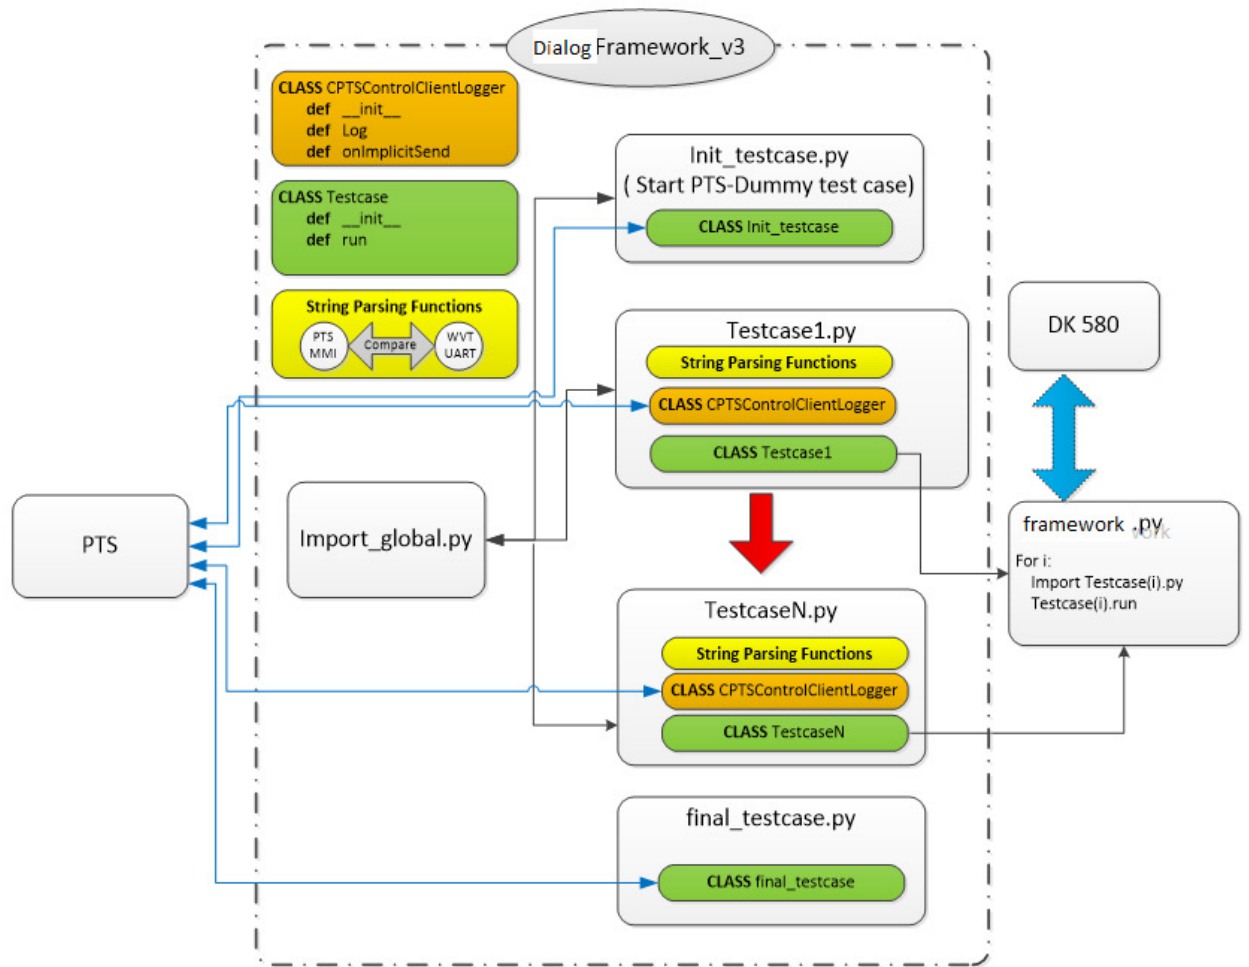 Dialog Framework_v3
CLASS CPTSControlClientLogger
def __init__
def Log
def onImplicitSend
CLASS Testcase
def __init__
def run
String Parsing Functions
PTS
MMI
Compare
WVT
UART
Init_testcase.py
( Start PTS-Dummy test case)
CLASS Init_testcase
Testcase1.py
String Parsing Functions
CLASS CPTSControlClientLogger
CLASS Testcase1
DK 580
PTS
Import_global.py
framework .py
work
For i:
Import Testcase(i).py
Testcase(i).run
TestcaseN.py
String Parsing Functions
CLASS CPTSControlClientLogger
CLASS TestcaseN
final_testcase.py
CLASS final_testcase